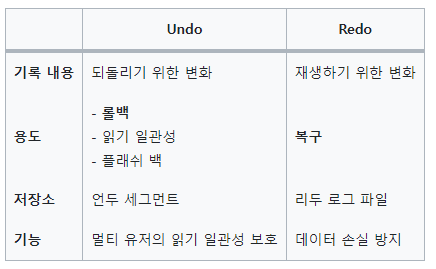 Undo Redo
기록 내용 되돌리기 위한 변화 재생하기 위한 변화
- 롤백
용도 - 읽기 일관성 복구
- 플래쉬 백
저장소 언두 세그먼트 리두 로그 파일
기능 멀티 유저의 읽기 일관성 보호 데이터 손실 방지